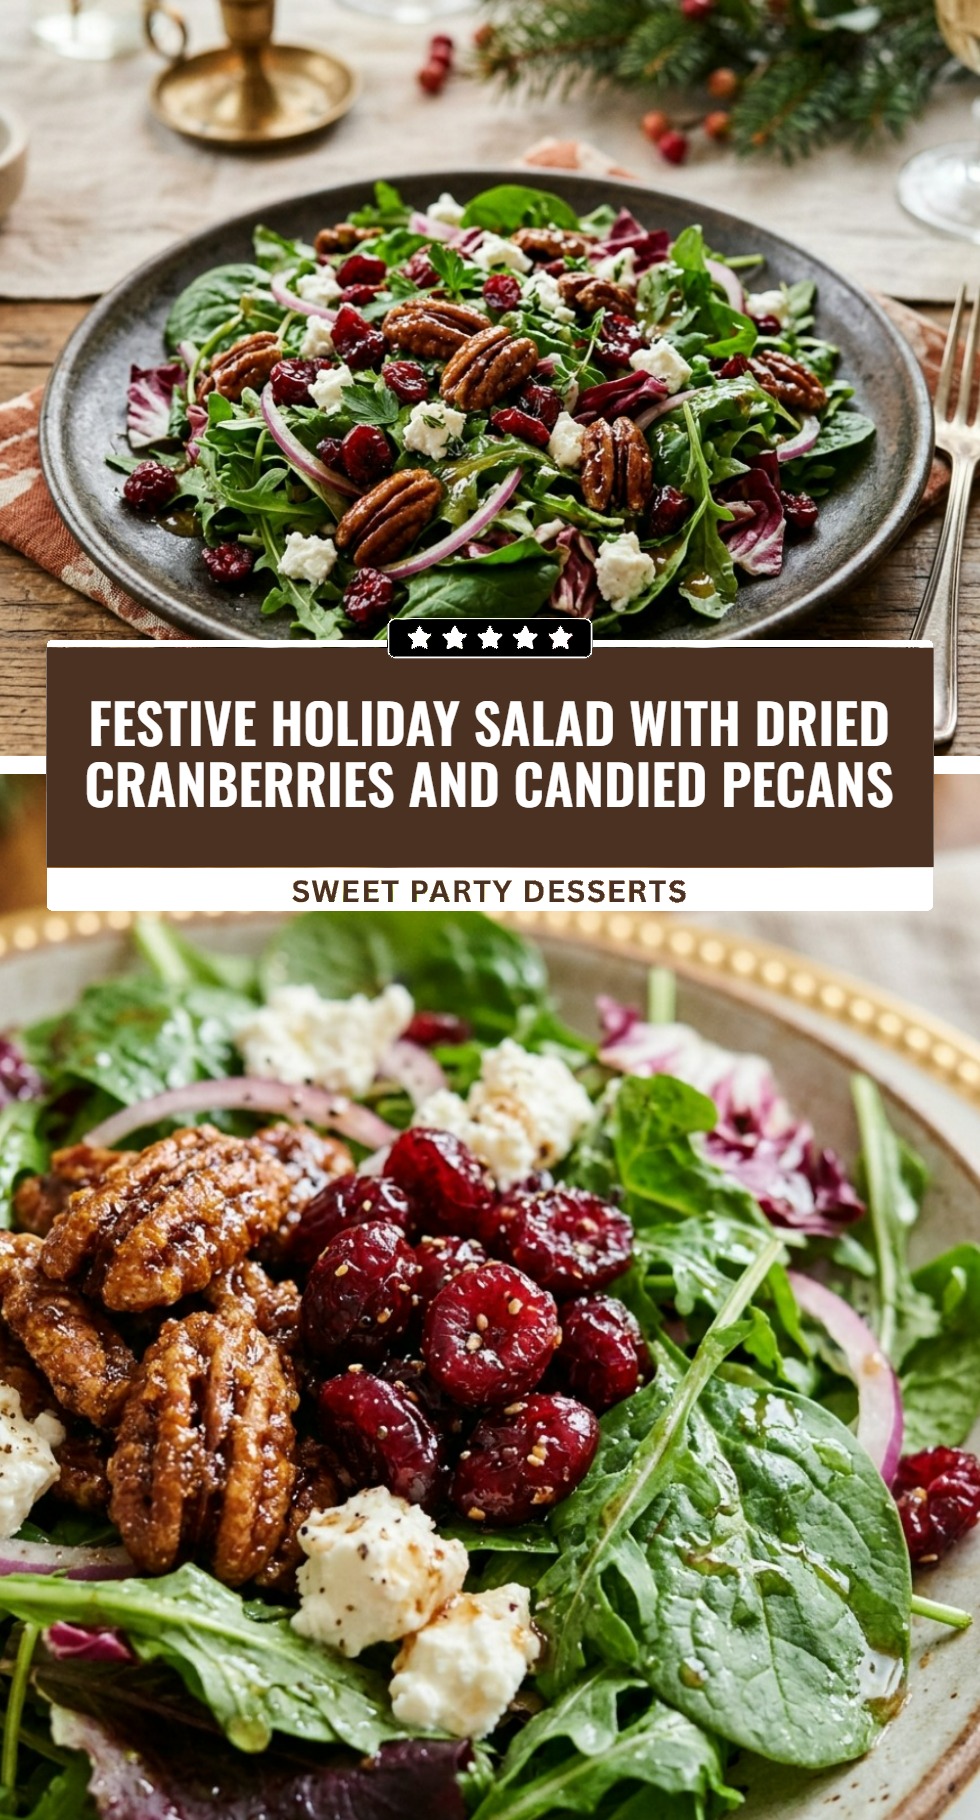 FESTIVE HOLIDAY SALAD WITH DRIED
CRANBERRIES AND CANDIED PECANS
SWEET PARTY DESSERTS